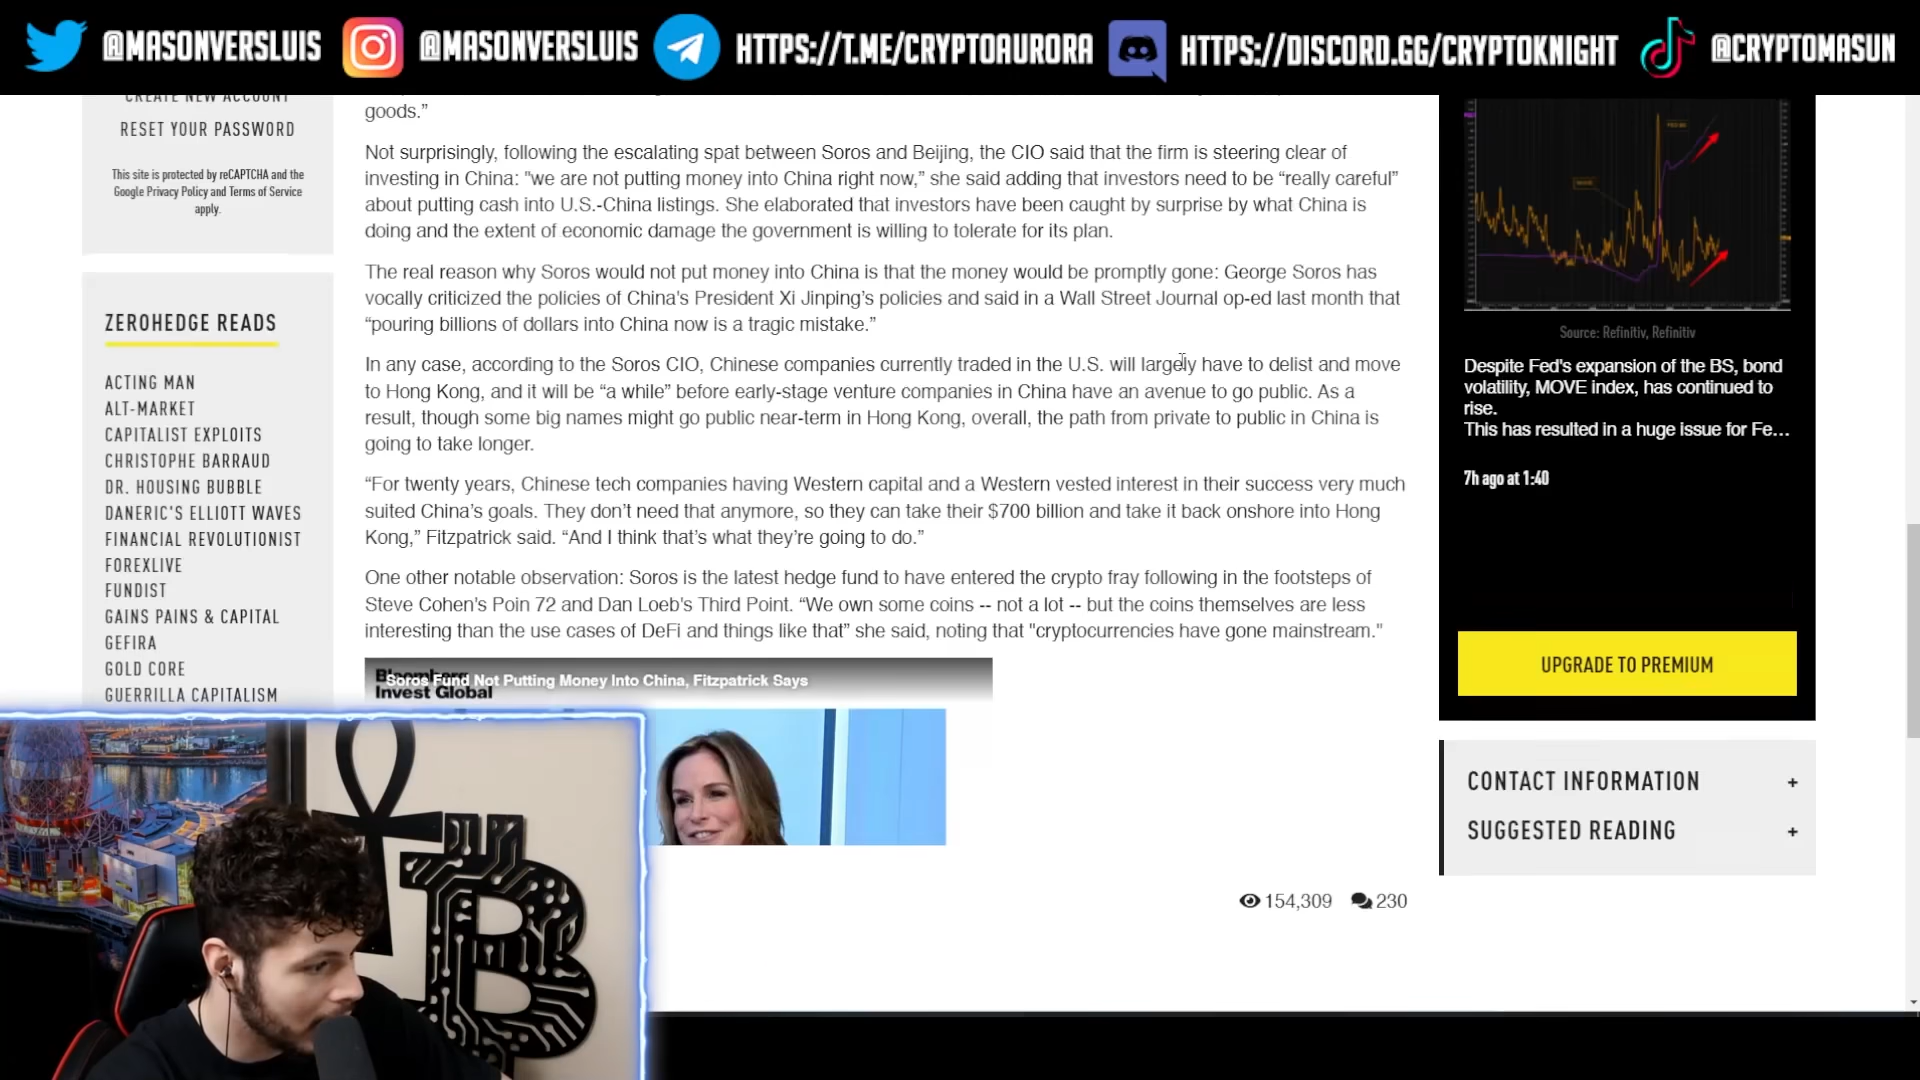 @MASONVERSLUIS @MASONVERSLUIS HTTPS://T.ME/CRYPTOAURORA HTTPS://DISCORD.GG/CRYPTOKNIGHT @CRYPTOMASUN
CREATE NEW ACCOUNT
RESET YOUR PASSWORD
This site is protected by reCAPTCHA and the
Google Privacy Policy and Terms of Service
apply.
ZEROHEDGE READS
ACTING MAN
ALT-MARKET
CAPITALIST EXPLOITS
CHRISTOPHE BARRAUD
DR. HOUSING BUBBLE
DANERIC'S ELLIOTT WAVES
FINANCIAL REVOLUTIONIST
FOREXLIVE
FUNDIST
GAINS PAINS & CAPITAL
GEFIRA
GOLD CORE
GUERRILLA CAPITALISM
goods.”
Not surprisingly, following the escalating spat between Soros and Beijing, the CIO said that the firm is steering clear of
investing in China: "we are not putting money into China right now,” she said adding that investors need to be “really careful”
about putting cash into U.S.-China listings. She elaborated that investors have been caught by surprise by what China is
doing and the extent of economic damage the government is willing to tolerate for its plan.
The real reason why Soros would not put money into China is that the money would be promptly gone: George Soros has
vocally criticized the policies of China’s President Xi Jinping’s policies and said in a Wall Street Journal op-ed last month that
“pouring billions of dollars into China now is a tragic mistake.”
In any case, according to the Soros CIO, Chinese companies currently traded in the U.S. will largely have to delist and move
to Hong Kong, and it will be “a while” before early-stage venture companies in China have an avenue to go public. As a
result, though some big names might go public near-term in Hong Kong, overall, the path from private to public in China is
going to take longer.
“For twenty years, Chinese tech companies having Western capital and a Western vested interest in their success very much
suited China’s goals. They don’t need that anymore, so they can take their $700 billion and take it back onshore into Hong
Kong,” Fitzpatrick said. “And I think that’s what they’re going to do.”
One other notable observation: Soros is the latest hedge fund to have entered the crypto fray following in the footsteps of
Steve Cohen's Poin 72 and Dan Loeb's Third Point. “We own some coins -- not a lot -- but the coins themselves are less
interesting than the use cases of DeFi and things like that” she said, noting that "cryptocurrencies have gone mainstream."
Bloomberg
Soros Fund Not Putting Money Into China, Fitzpatrick Says
Invest Global
154,309 230
Source: Refinitiv, Refinitiv
Despite Fed's expansion of the BS, bond
volatility, MOVE index, has continued to
rise.
This has resulted in a huge issue for Fe...
7h ago at 1:40
UPGRADE TO PREMIUM
CONTACT INFORMATION +
SUGGESTED READING +